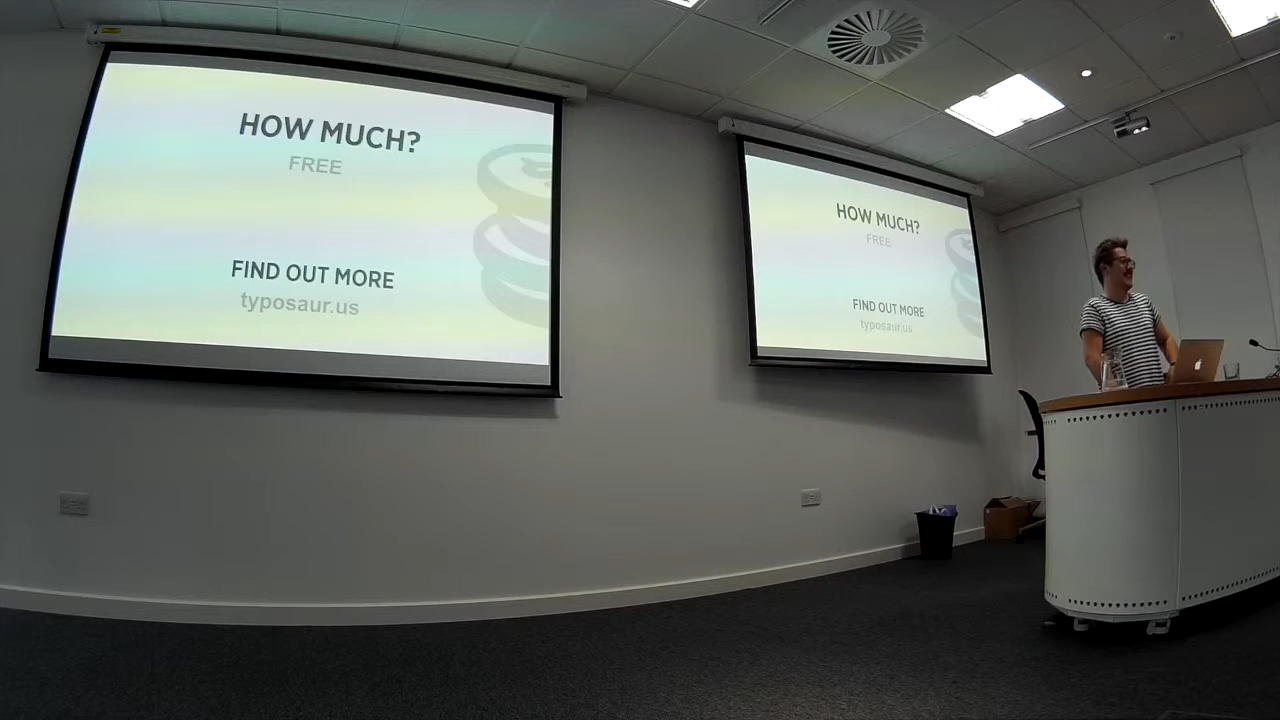 HOW MUCH?
FREE
FIND OUT MORE
typosaur.us
HOW MUCH?
FREE
FIND OUT MORE
typosaur.us